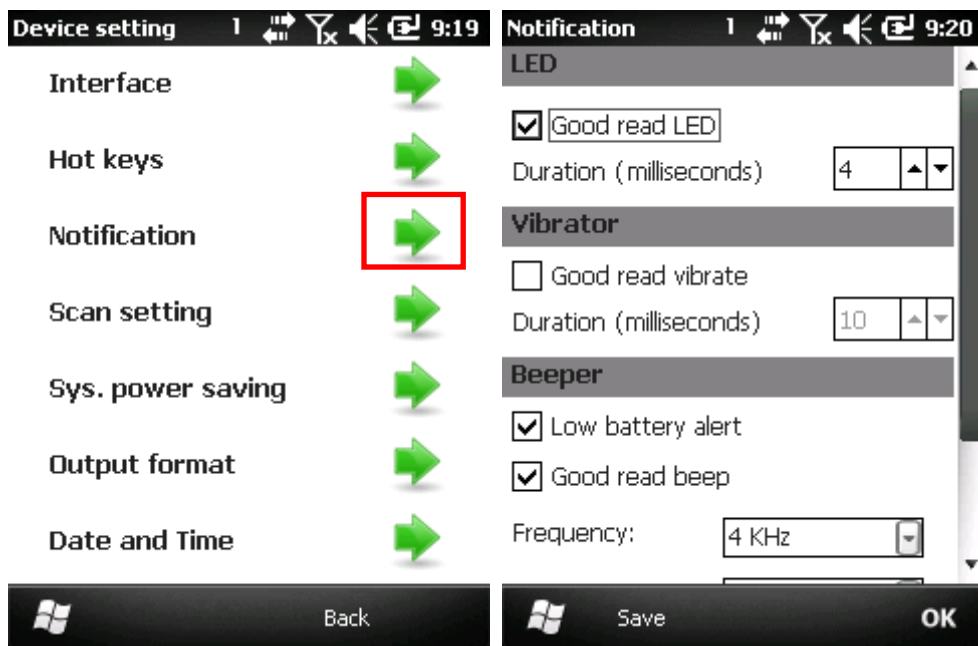 Device setting 1 9:19
Interface
Hot keys
Notification
Scan setting
Sys. power saving
Output format
Date and Time
Back
Notification 1 9:20
LED
Good read LED
Duration (milliseconds) 4
Vibrator
Good read vibrate
Duration (milliseconds) 10
Beeper
Low battery alert
Good read beep
Frequency: 4 KHz
Save OK